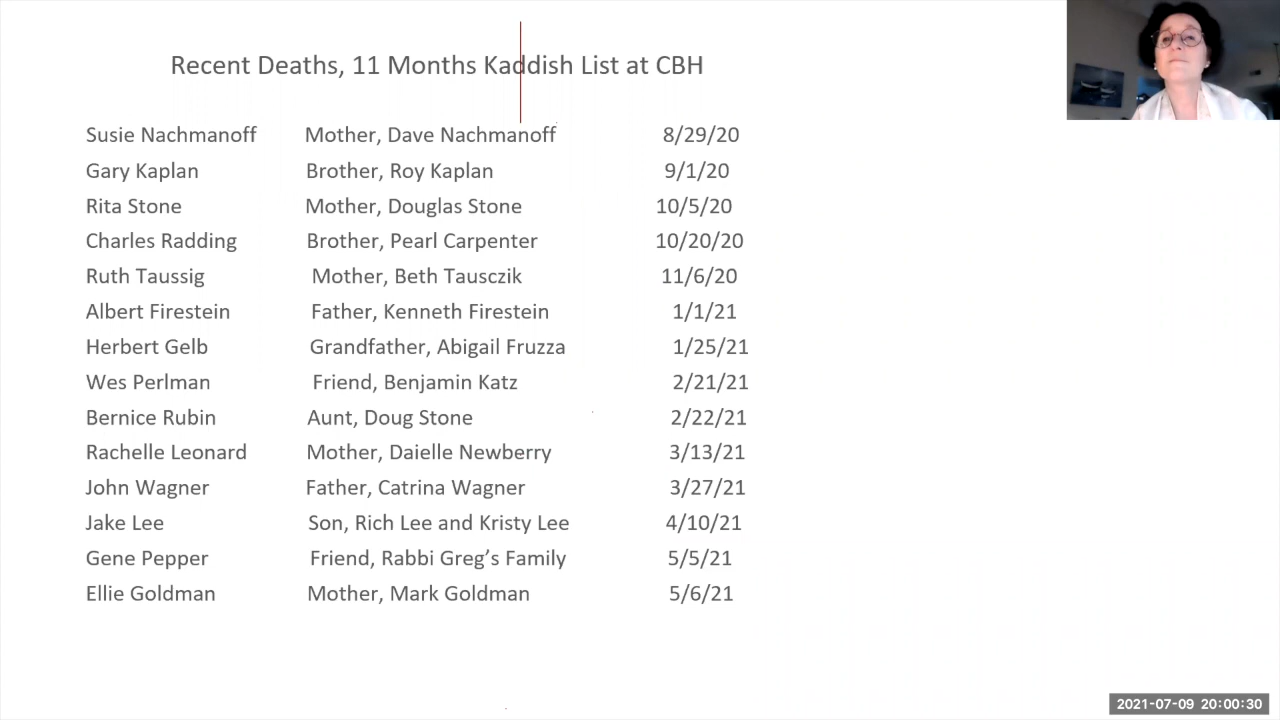 Recent Deaths, 11 Months Kaddish List at CBH
Susie Nachmanoff Mother, Dave Nachmanoff 8/29/20
Gary Kaplan Brother, Roy Kaplan 9/1/20
Rita Stone Mother, Douglas Stone 10/5/20
Charles Radding Brother, Pearl Carpenter 10/20/20
Ruth Taussig Mother, Beth Tausczik 11/6/20
Albert Firestein Father, Kenneth Firestein 1/1/21
Herbert Gelb Grandfather, Abigail Fruzza 1/25/21
Wes Perlman Friend, Benjamin Katz 2/21/21
Bernice Rubin Aunt, Doug Stone 2/22/21
Rachelle Leonard Mother, Daielle Newberry 3/13/21
John Wagner Father, Catrina Wagner 3/27/21
Jake Lee Son, Rich Lee and Kristy Lee 4/10/21
Gene Pepper Friend, Rabbi Greg’s Family 5/5/21
Ellie Goldman Mother, Mark Goldman 5/6/21
2021-07-09 20:00:30